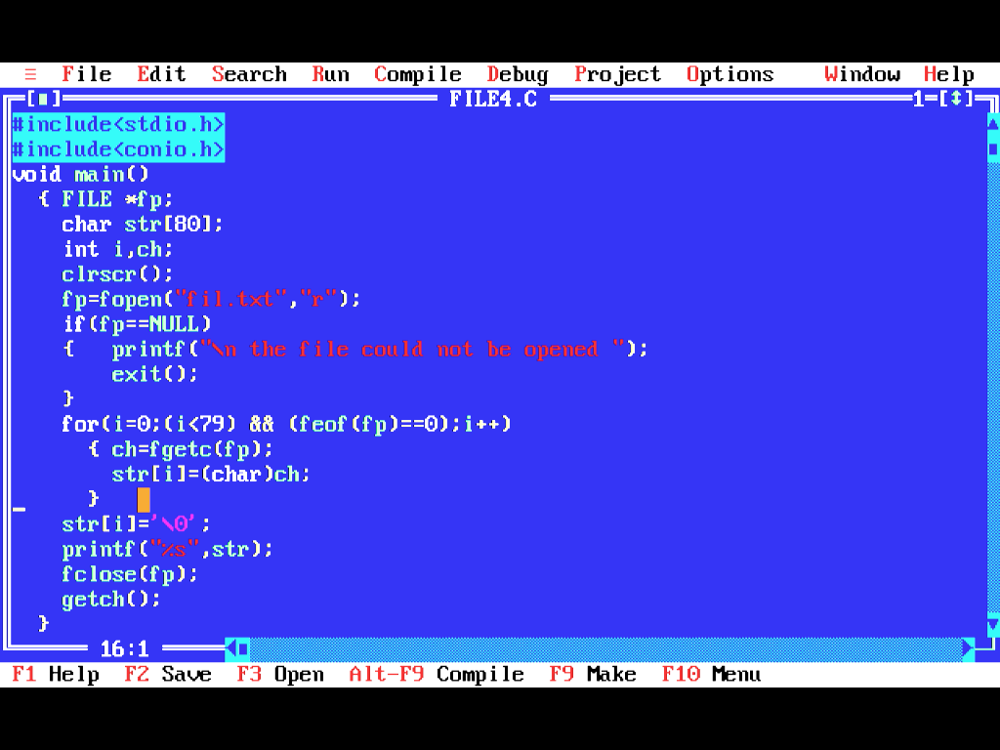 ≡ File Edit Search Run Compile Debug Project Options Window Help
[■] FILE4.C 1=[↕]
#include<stdio.h>
#include<conio.h>
void main()
  { FILE *fp;
    char str[80];
    int i,ch;
    clrscr();
    fp=fopen("fil.txt","r");
    if(fp==NULL)
    {   printf("\n the file could not be opened ");
        exit();
    }
    for(i=0;(i<79) && (feof(fp)==0);i++)
      { ch=fgetc(fp);
        str[i]=(char)ch;
      }
    str[i]='\0';
    printf("%s",str);
    fclose(fp);
    getch();
  }
16:1
F1 Help F2 Save F3 Open Alt-F9 Compile F9 Make F10 Menu